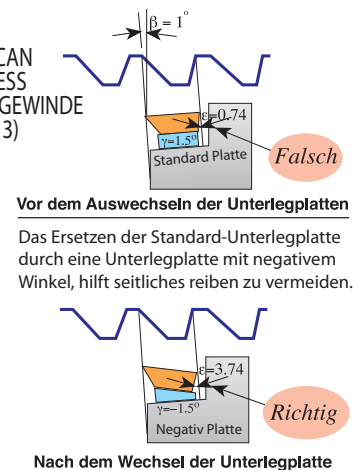 β = 1°
CAN
ESS
GEWINDE
3)
ε=0.74
γ=1.5°
Standard Platte
Falsch
Vor dem Auswechseln der Unterlegplatten
Das Ersetzen der Standard-Unterlegplatte
durch eine Unterlegplatte mit negativem
Winkel, hilft seitliches reiben zu vermeiden.
ε=3.74
γ=−1.5°
Negativ Platte
Richtig
Nach dem Wechsel der Unterlegplatte